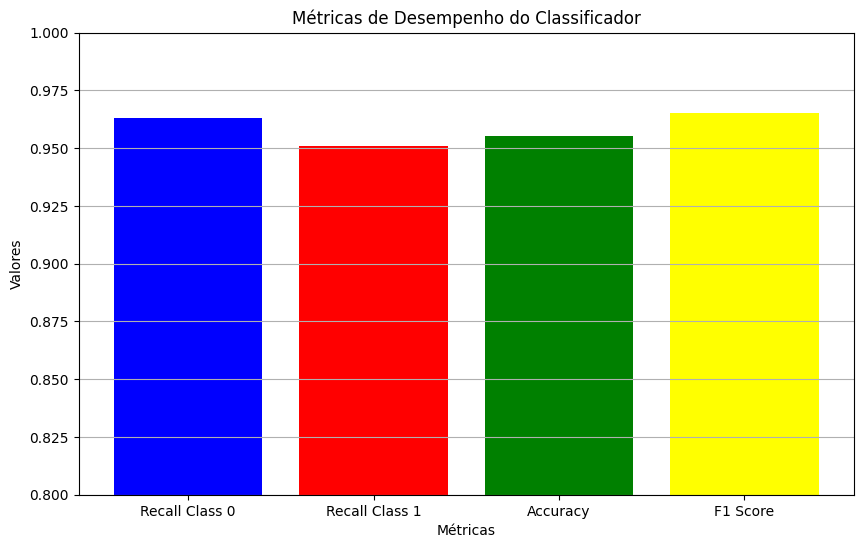 Métricas de Desempenho do Classificador
1.000
0.975
0.950
0.925
0.900
0.875
0.850
0.825
0.800
Valores
Recall Class 0
Recall Class 1
Accuracy
F1 Score
Métricas